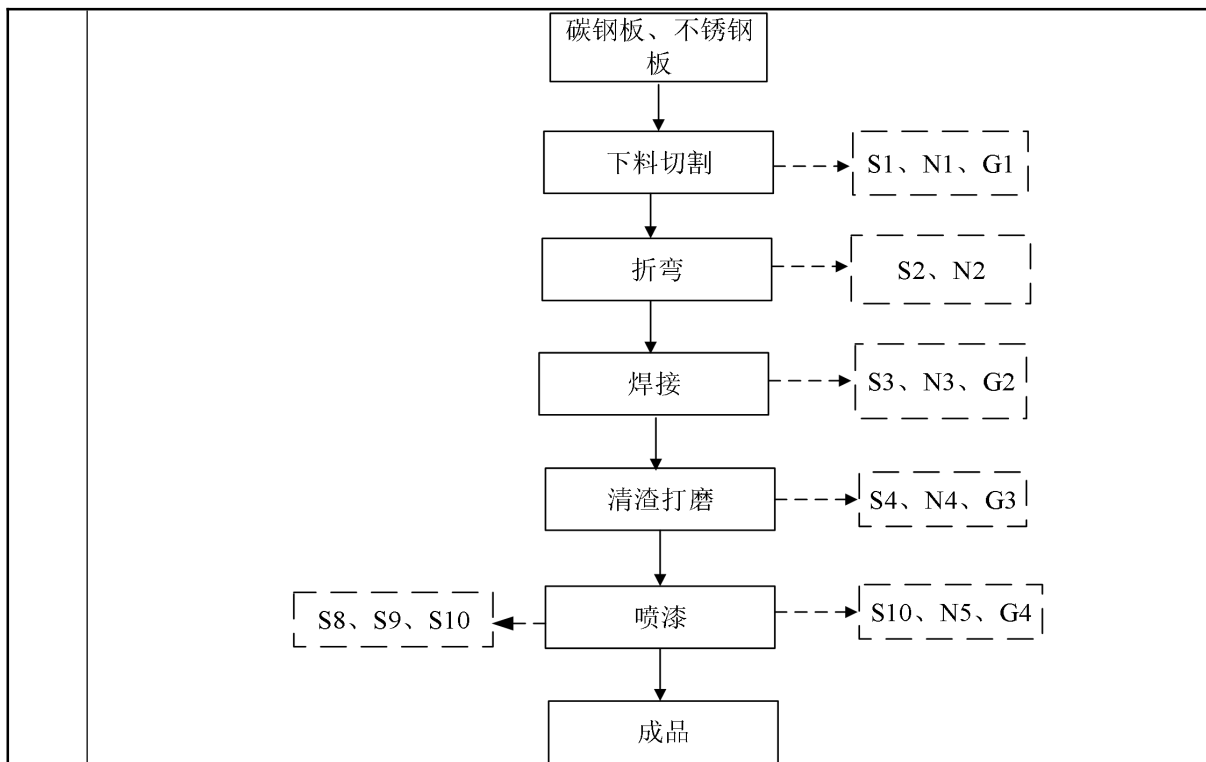 碳钢板、不锈钢
板
下料切割
S1、N1、G1
折弯
S2、N2
焊接
S3、N3、G2
清渣打磨
S4、N4、G3
S8、S9、S10
喷漆
S10、N5、G4
成品